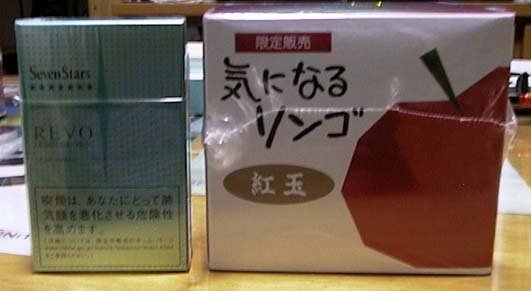 SevenStars
★★★★★★★
REVO
喫煙は、あなたにとって肺
気腫を悪化させる危険性
を高めます。
限定販売
気になる
リンゴ
紅玉